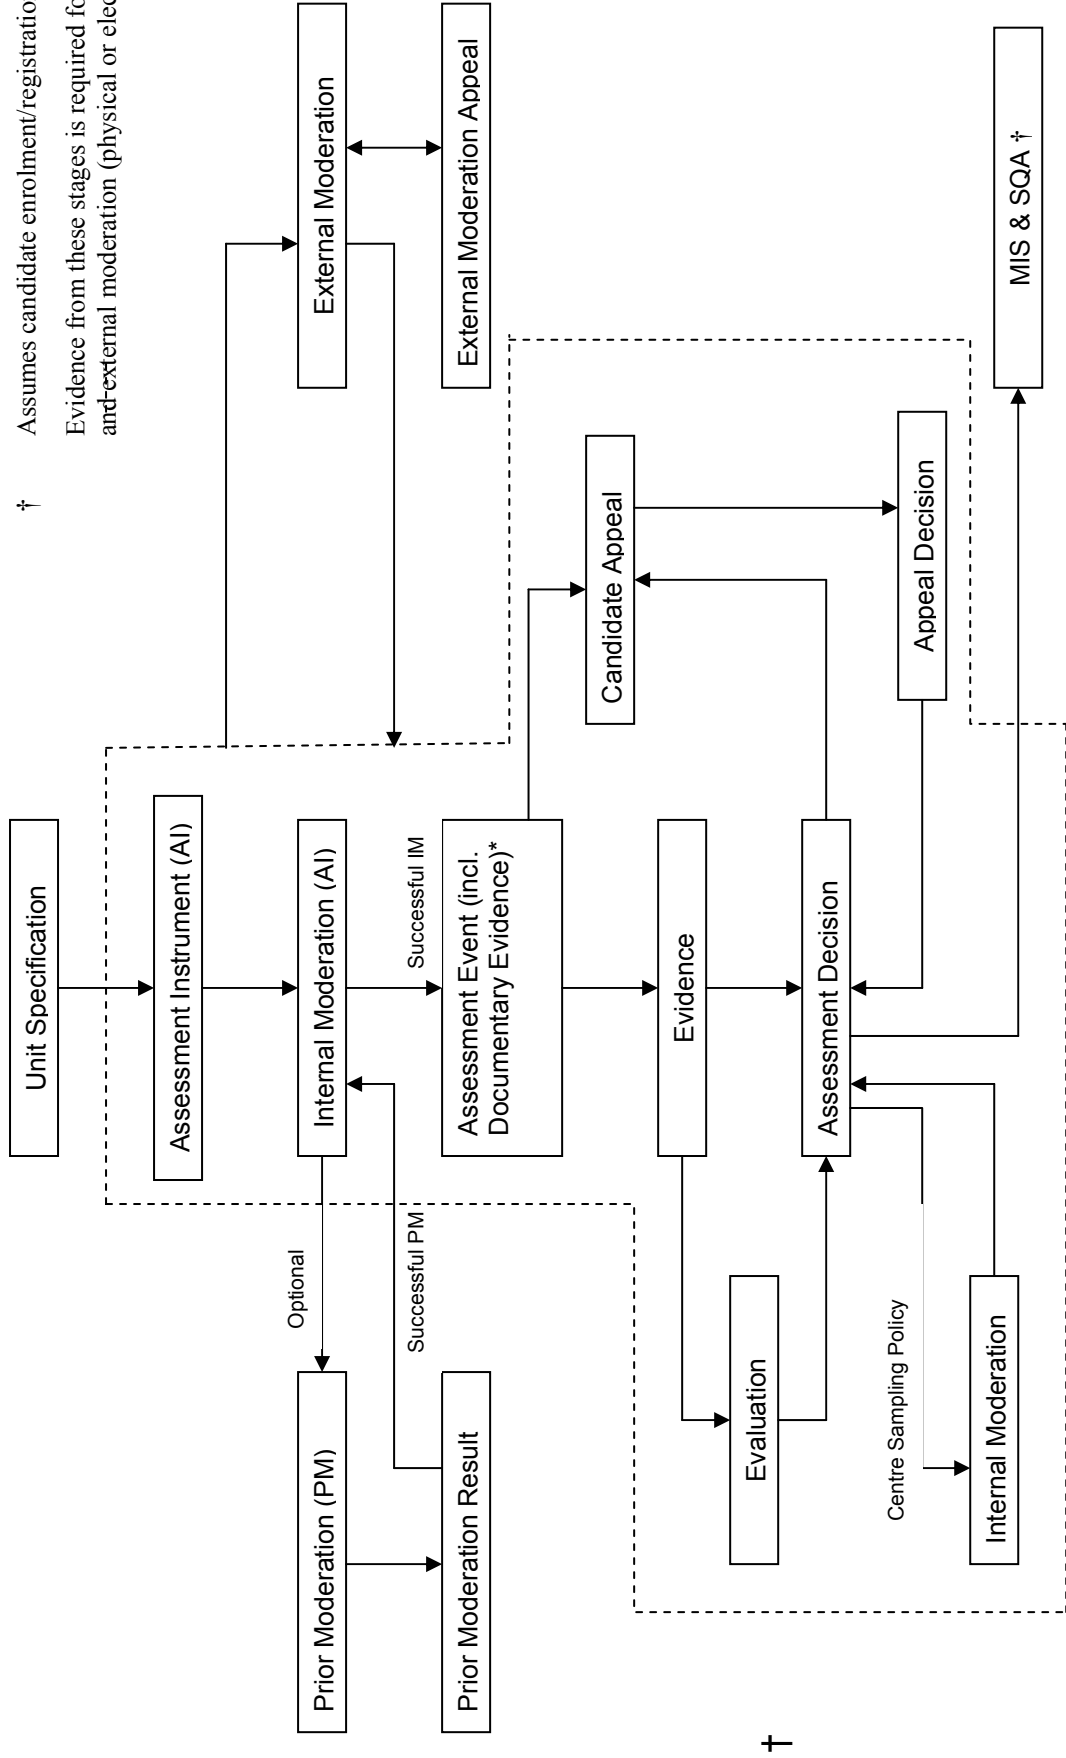 †
Assumes candidate enrolment/registratio
Evidence from these stages is required fo
and external moderation (physical or elec
Unit Specification
Assessment Instrument (AI)
Prior Moderation (PM)
Optional
Internal Moderation (AI)
External Moderation
Prior Moderation Result
Successful PM
Successful IM
Assessment Event (incl.
Documentary Evidence)*
External Moderation Appeal
Candidate Appeal
Evidence
Evaluation
Assessment Decision
Appeal Decision
Centre Sampling Policy
Internal Moderation
MIS & SQA †
†